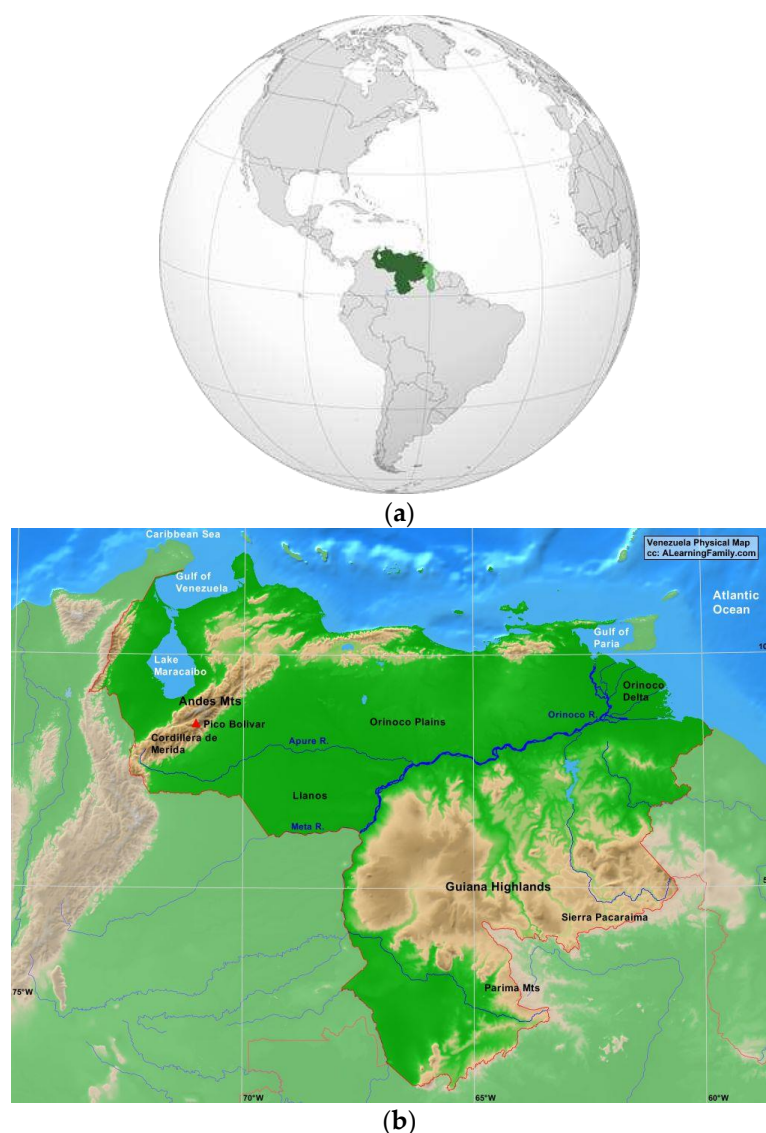 (a)
Caribbean Sea
Venezuela Physical Map
cc: ALearningFamily.com
Gulf of
Venezuela
Atlantic
Ocean
Gulf of
Paria
10
Lake
Maracaibo
Orinoco
Delta
Andes Mts
Pico Bolivar
Orinoco Plains
Orinoco R.
Cordillera de
Merida
Apure R.
Llanos
Meta R.
Guiana Highlands
5
Sierra Pacaraima
75°W
Parima Mts
70°W
65°W
60°W
(b)